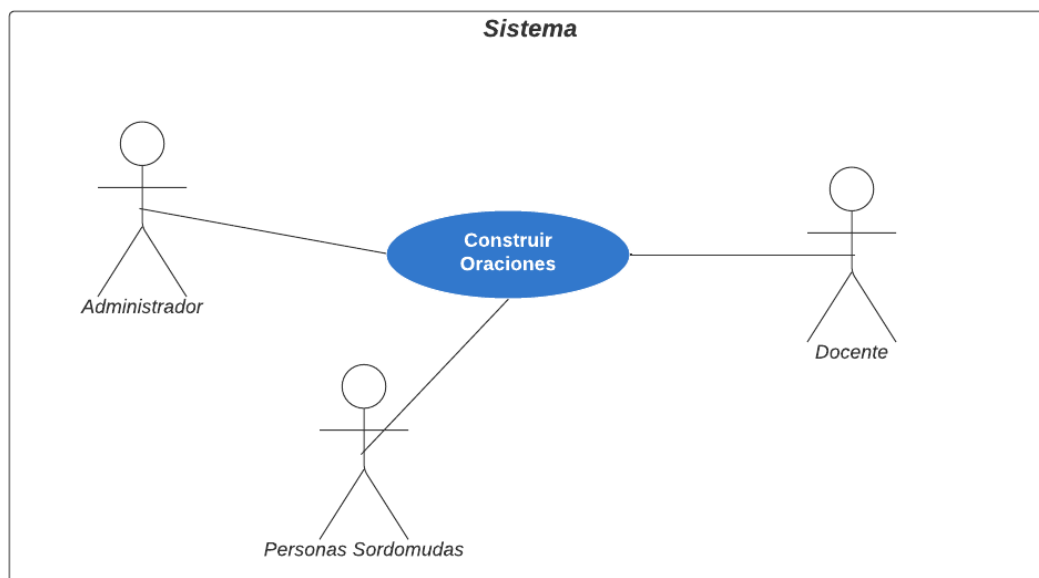 Sistema
Construir
Oraciones
Administrador
Docente
Personas Sordomudas